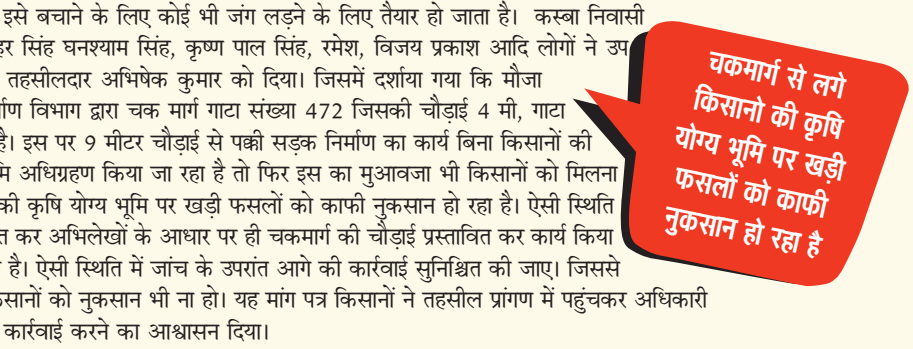 इसे बचाने के लिए कोई भी जंग लड़ने के लिए तैयार हो जाता है। कस्बा निवासी
सिंह घनश्याम सिंह, कृष्ण पाल सिंह, रमेश, विजय प्रकाश आदि लोगों ने उप
तहसीलदार अभिषेक कुमार को दिया। जिसमें दर्शाया गया कि मौजा
विभाग द्वारा चक मार्ग गाटा संख्या 472 जिसकी चौड़ाई 4 मी, गाटा
है। इस पर 9 मीटर चौड़ाई से पक्की सड़क निर्माण का कार्य बिना किसानों की
अधिग्रहण किया जा रहा है तो फिर इस का मुआवजा भी किसानों को मिलना
की कृषि योग्य भूमि पर खड़ी फसलों को काफी नुकसान हो रहा है। ऐसी स्थिति
कर अभिलेखों के आधार पर ही चकमार्ग की चौड़ाई प्रस्तावित कर कार्य किया
है। ऐसी स्थिति में जांच के उपरांत आगे की कार्रवाई सुनिश्चित की जाए। जिससे
को नुकसान भी ना हो। यह मांग पत्र किसानों ने तहसील प्रांगण में पहुंचकर अधिकारी
कार्रवाई करने का आश्वासन दिया।
चकमार्ग से लगे
किसानो की कृषि
योग्य भूमि पर खड़ी
फसलों को काफी
नुकसान हो रहा है